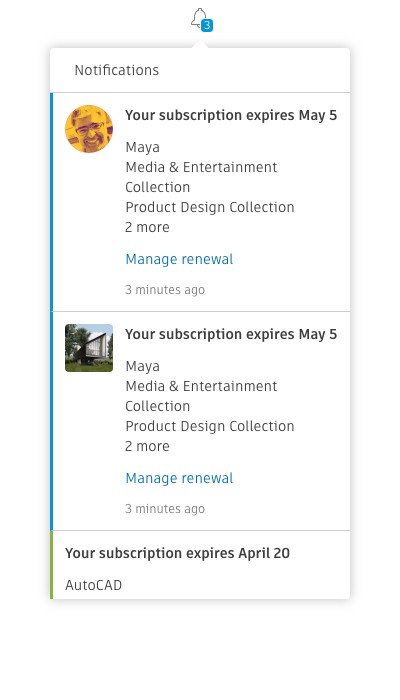 3
Notifications
Your subscription expires May 5
Maya
Media & Entertainment
Collection
Product Design Collection
2 more
Manage renewal
3 minutes ago
Your subscription expires May 5
Maya
Media & Entertainment
Collection
Product Design Collection
2 more
Manage renewal
3 minutes ago
Your subscription expires April 20
AutoCAD